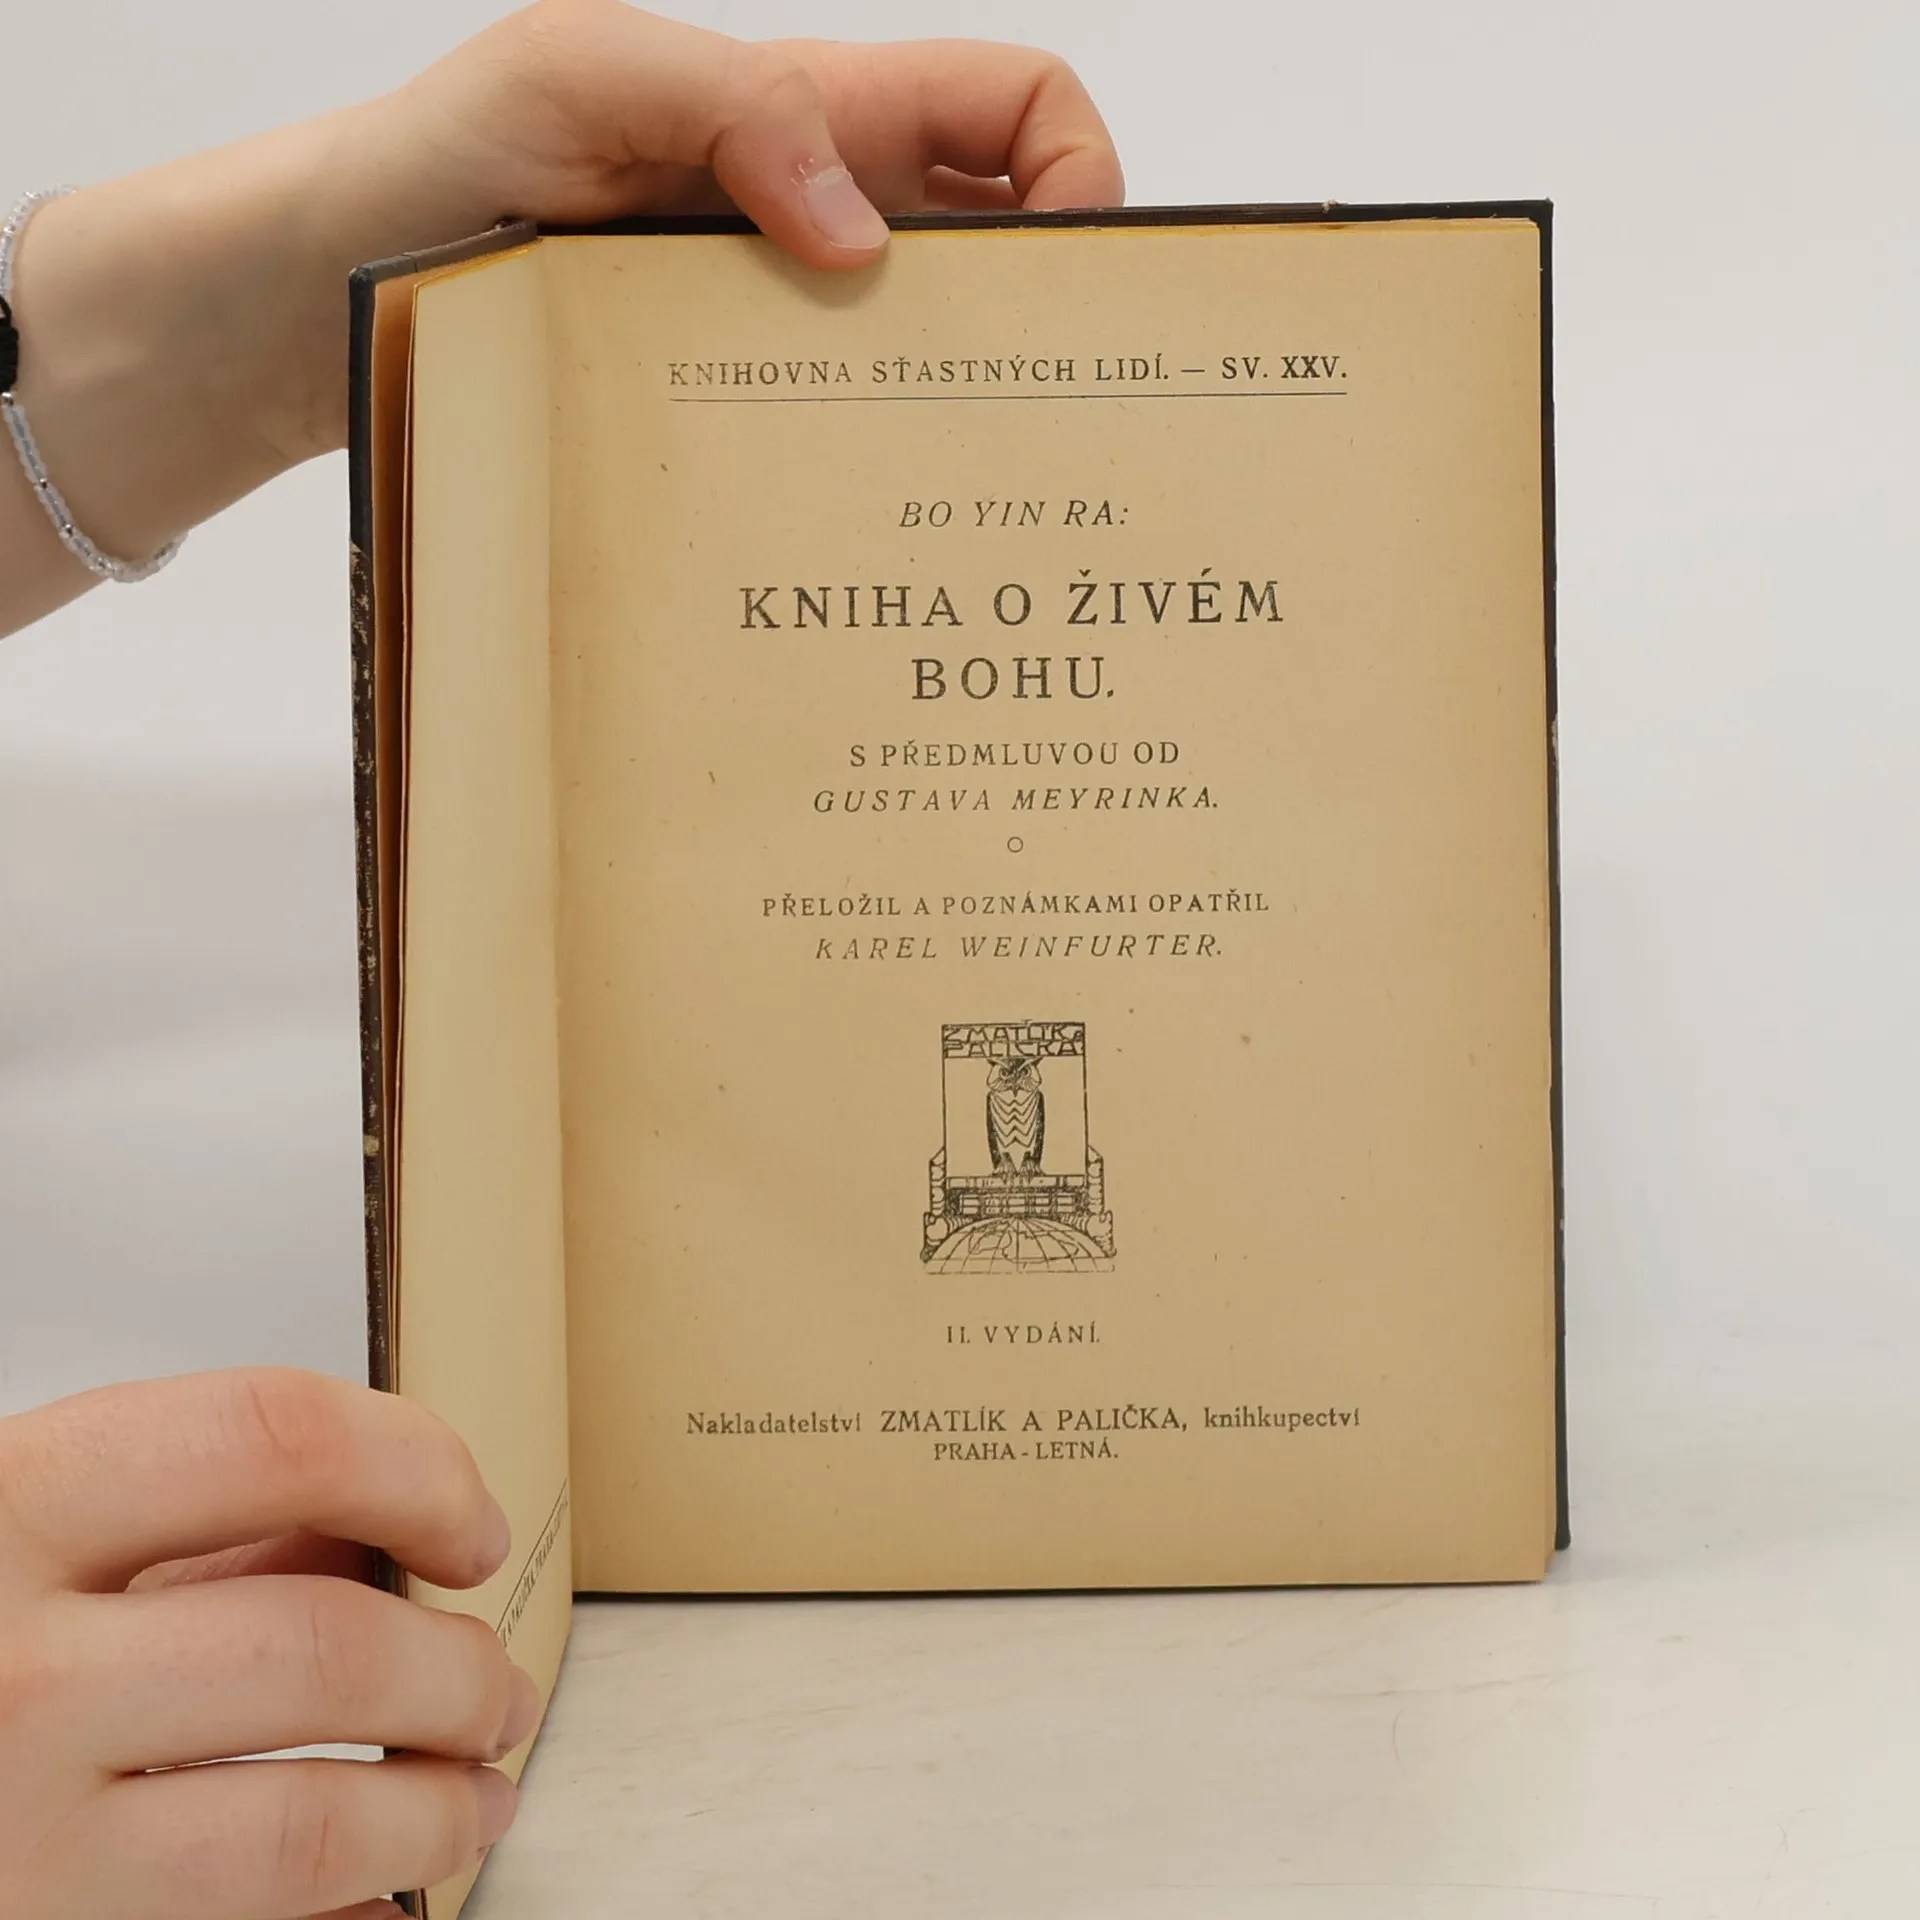 KNIHOVNA SŤASTNÝCH LIDÍ. — SV. XXV.
BO YIN RA:
KNIHA O ŽIVÉM
BOHU.
S PŘEDMLUVOU OD
GUSTAVA MEYRINKA.
PŘELOŽIL A POZNÁMKAMI OPATŘIL
KAREL WEINFURTER.
ZMATLÍK A
PALIČKA
II. VYDÁNÍ.
Nakladatelství ZMATLÍK A PALIČKA, knihkupectví
PRAHA - LETNÁ.